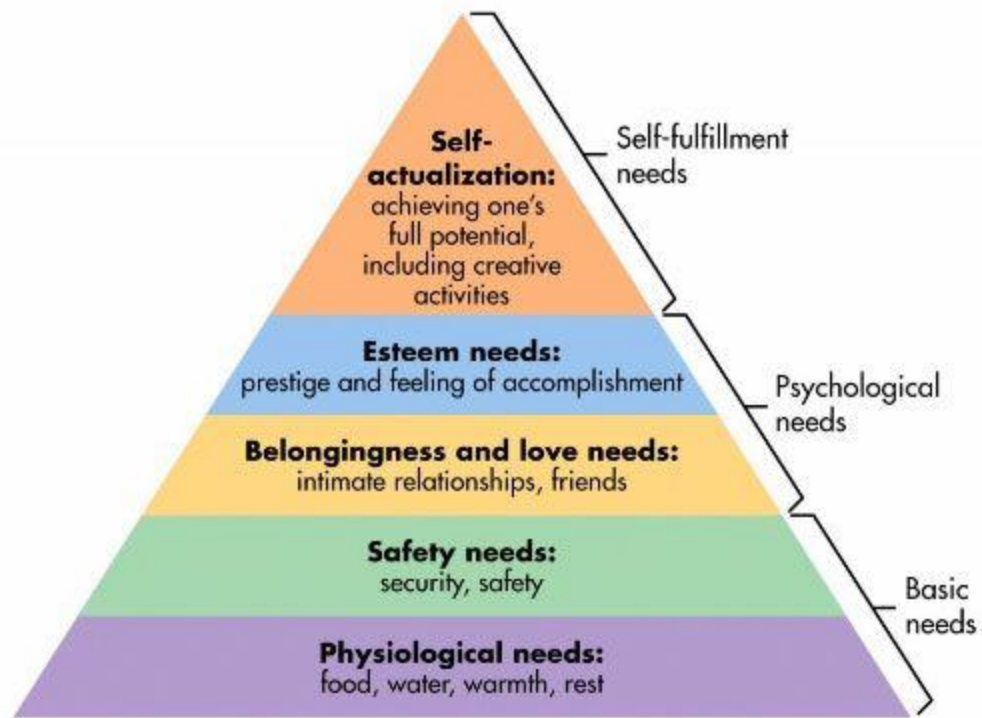 Self-
actualization:
achieving one's
full potential,
including creative
activities
Self-fulfillment
needs
Esteem needs:
prestige and feeling of accomplishment
Psychological
needs
Belongingness and love needs:
intimate relationships, friends
Safety needs:
security, safety
Basic
needs
Physiological needs:
food, water, warmth, rest